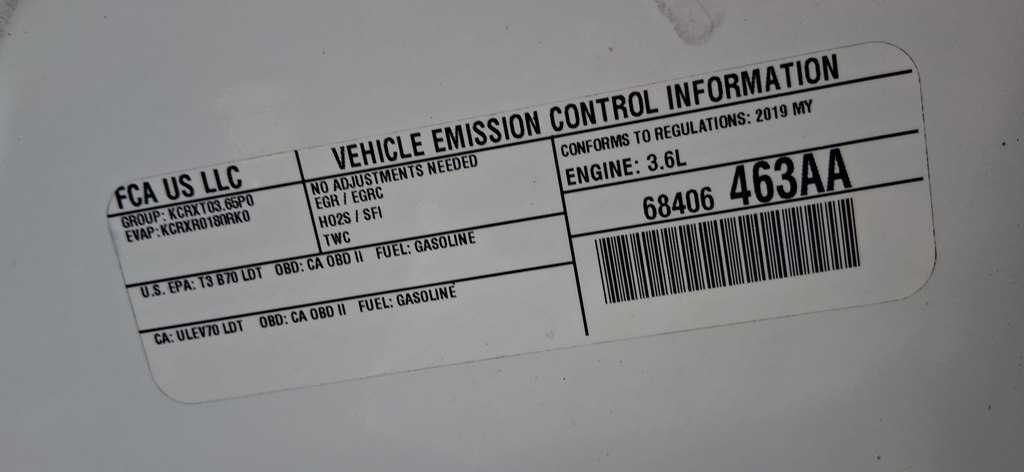 FCA US LLC
GROUP: KCRXT03.65P0
EVAP: KCRXR0180RK0
VEHICLE EMISSION CONTROL INFORMATION
NO ADJUSTMENTS NEEDED
EGR / EGRC
HO2S / SFI
TWC
CONFORMS TO REGULATIONS: 2019 MY
ENGINE: 3.6L
68406 463AA
U.S. EPA: T3 B70 LDT OBD: CA OBD II FUEL: GASOLINE
CA: ULEV70 LDT OBD: CA OBD II FUEL: GASOLINE